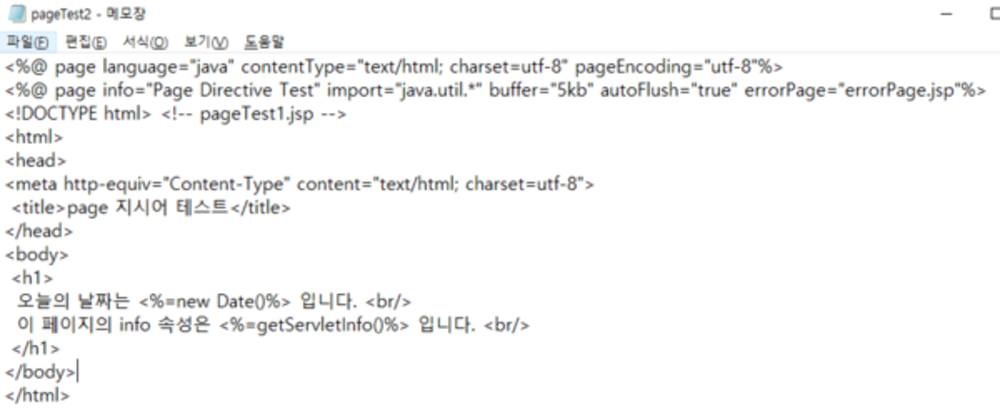 pageTest2 - 메모장
파일(F) 편집(E) 서식(O) 보기(V) 도움말
<%@ page language="java" contentType="text/html; charset=utf-8" pageEncoding="utf-8"%>
<%@ page info="Page Directive Test" import="java.util.*" buffer="5kb" autoFlush="true" errorPage="errorPage.jsp"%>
<!DOCTYPE html> <!-- pageTest1.jsp -->
<html>
<head>
<meta http-equiv="Content-Type" content="text/html; charset=utf-8">
<title>page 지시어 테스트</title>
</head>
<body>
<h1>
오늘의 날짜는 <%=new Date()%> 입니다. <br/>
이 페이지의 info 속성은 <%=getServletInfo()%> 입니다. <br/>
</h1>
</body>
</html>